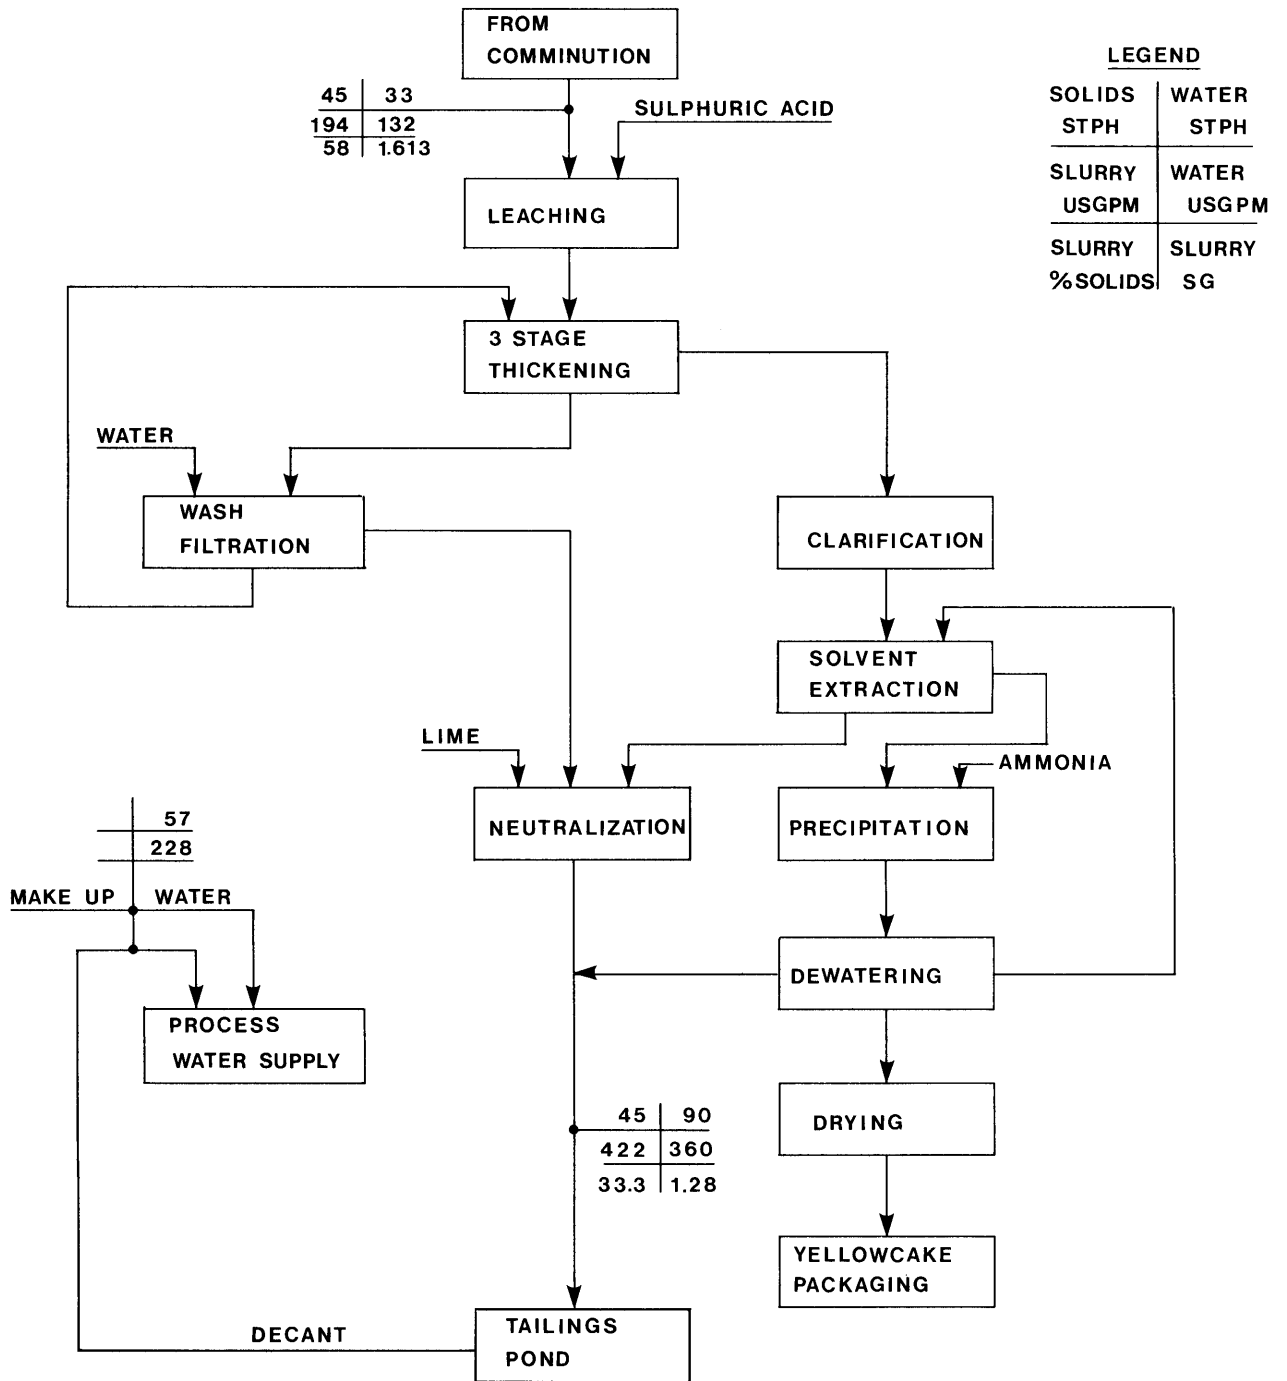 FROM
COMMINUTION
LEGEND
SOLIDS WATER
STPH STPH
SLURRY WATER
USGPM USGPM
SLURRY SLURRY
%SOLIDS SG
45 33
194 132
58 1.613
SULPHURIC ACID
LEACHING
3 STAGE
THICKENING
WATER
WASH
FILTRATION
CLARIFICATION
SOLVENT
EXTRACTION
LIME
AMMONIA
NEUTRALIZATION
PRECIPITATION
57
228
MAKE UP WATER
DEWATERING
PROCESS
WATER SUPPLY
45 90
422 360
33.3 1.28
DRYING
YELLOWCAKE
PACKAGING
DECANT
TAILINGS
POND